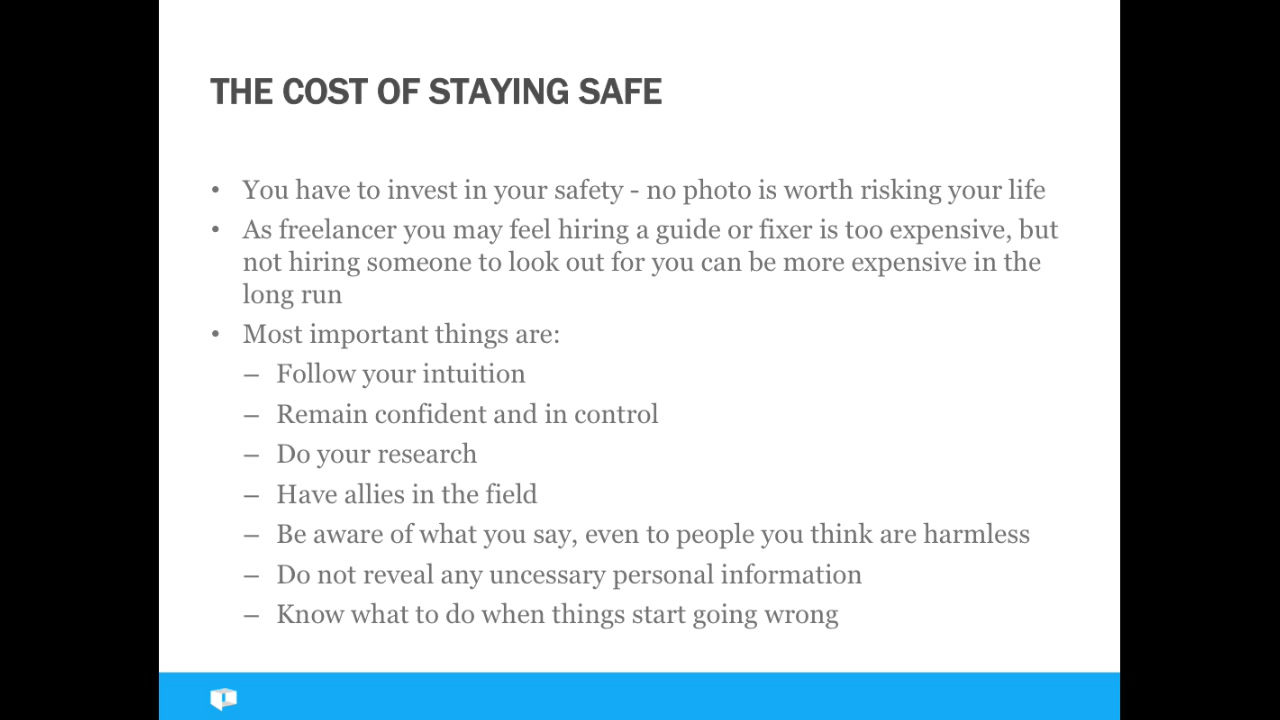 THE COST OF STAYING SAFE
• You have to invest in your safety - no photo is worth risking your life
• As freelancer you may feel hiring a guide or fixer is too expensive, but
not hiring someone to look out for you can be more expensive in the
long run
• Most important things are:
– Follow your intuition
– Remain confident and in control
– Do your research
– Have allies in the field
– Be aware of what you say, even to people you think are harmless
– Do not reveal any uncessary personal information
– Know what to do when things start going wrong